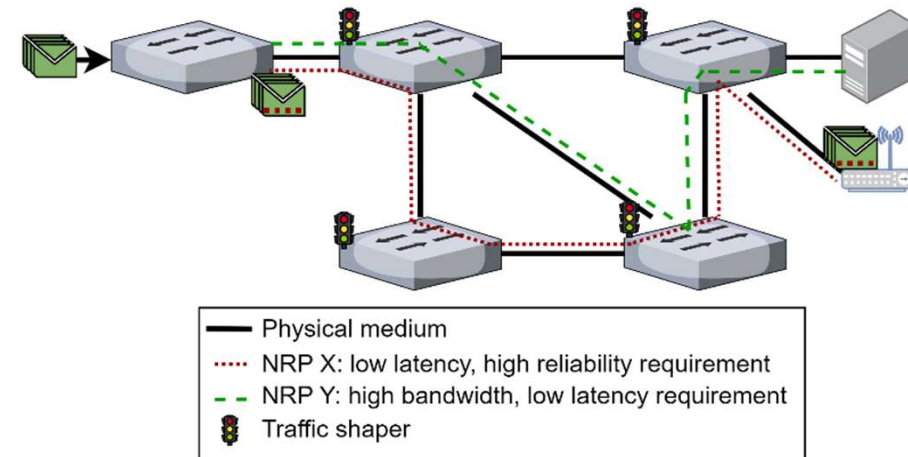 Physical medium
NRP X: low latency, high reliability requirement
NRP Y: high bandwidth, low latency requirement
Traffic shaper